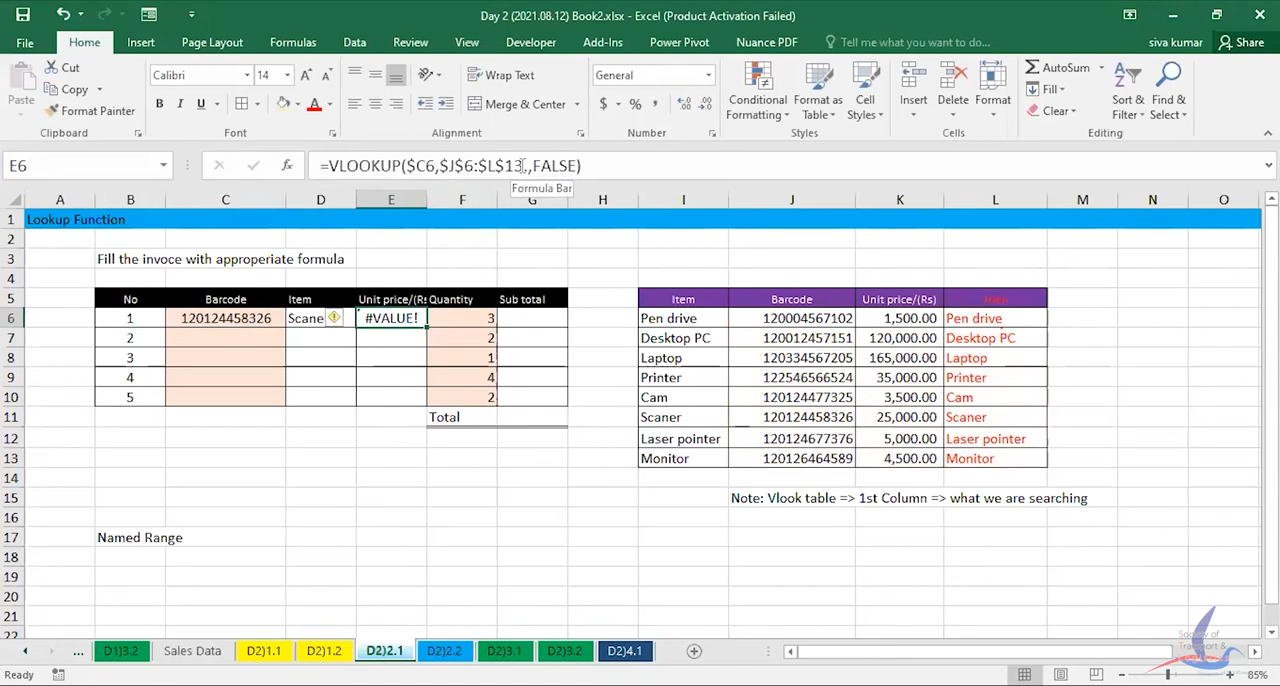 Day 2 (2021.08.12) Book2.xlsx - Excel (Product Activation Failed)
File Home Insert Page Layout Formulas Data Review View Developer Add-Ins Power Pivot Nuance PDF Tell me what you want to do... siva kumar Share
Paste Cut Copy Format Painter
Calibri 14 B I U A
Wrap Text Merge & Center
General $ % ,
Conditional Formatting Format as Table Cell Styles
Insert Delete Format
AutoSum Fill Clear Sort & Filter Find & Select
Clipboard Font Alignment Number Styles Cells Editing
E6 fx =VLOOKUP($C6,$J$6:$L$13,,FALSE)
Formula Bar
A B C D E F G H I J K L M N O
1 Lookup Function
2
3 Fill the invoce with approperiate formula
4
5 No Barcode Item Unit price/(Rs Quantity Sub total Item Barcode Unit price/(Rs) Item
6 1 120124458326 Scane #VALUE! 3 Pen drive 120004567102 1,500.00 Pen drive
7 2 2 Desktop PC 120012457151 120,000.00 Desktop PC
8 3 1 Laptop 120334567205 165,000.00 Laptop
9 4 4 Printer 122546566524 35,000.00 Printer
10 5 2 Cam 120124477325 3,500.00 Cam
11 Total Scaner 120124458326 25,000.00 Scaner
12 Laser pointer 120124677376 5,000.00 Laser pointer
13 Monitor 120126464589 4,500.00 Monitor
14
15 Note: Vlook table => 1st Column => what we are searching
16
17 Named Range
18
19
20
21
22
... D1)3.2 Sales Data D2)1.1 D2)1.2 D2)2.1 D2)2.2 D2)3.1 D2)3.2 D2)4.1
Society of
Transport &
Ready 85%